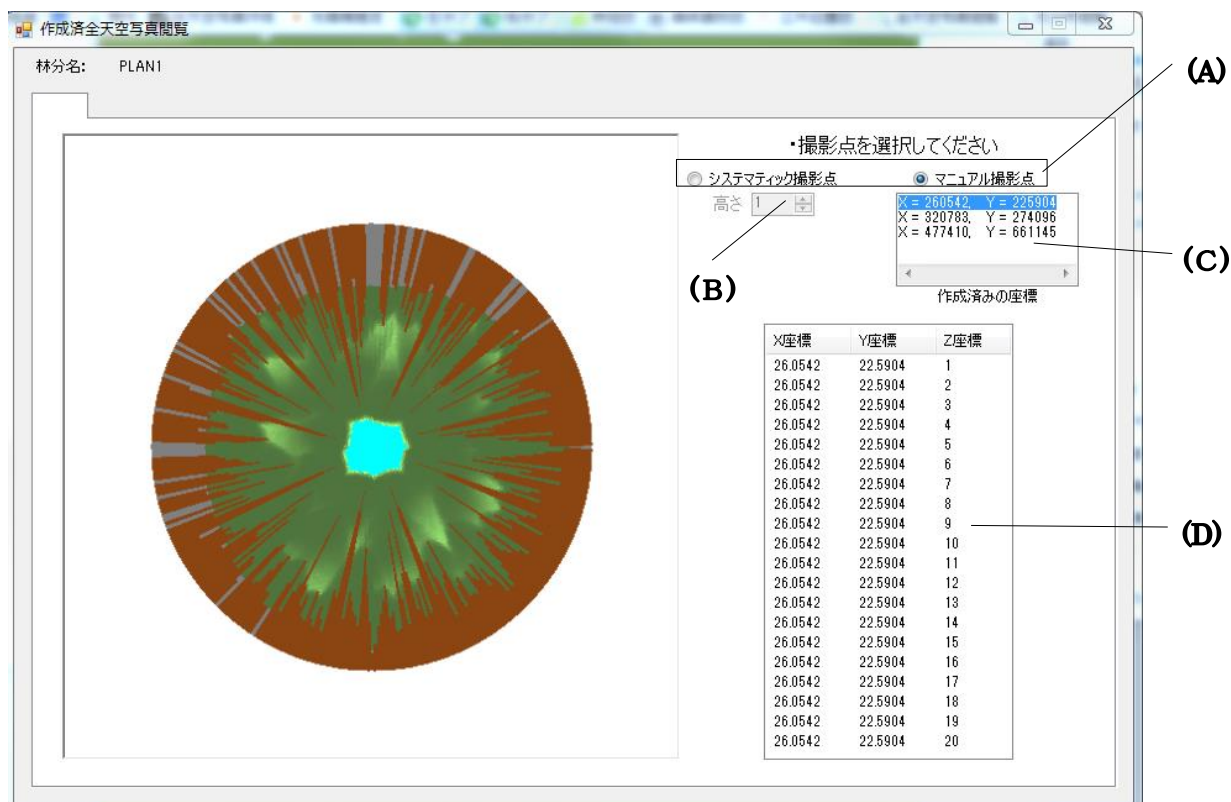 作成済全天空写真閲覧
林分名: PLAN1
(A)
・撮影点を選択してください
システマティック撮影点 マニュアル撮影点
高さ 1
X = 260542, Y = 225904
X = 320783, Y = 274096
X = 477410, Y = 661145
(B)
(C)
作成済みの座標
X座標 Y座標 Z座標
26.0542 22.5904 1
26.0542 22.5904 2
26.0542 22.5904 3
26.0542 22.5904 4
26.0542 22.5904 5
26.0542 22.5904 6
26.0542 22.5904 7
26.0542 22.5904 8
26.0542 22.5904 9
26.0542 22.5904 10
26.0542 22.5904 11
26.0542 22.5904 12
26.0542 22.5904 13
26.0542 22.5904 14
26.0542 22.5904 15
26.0542 22.5904 16
26.0542 22.5904 17
26.0542 22.5904 18
26.0542 22.5904 19
26.0542 22.5904 20
(D)